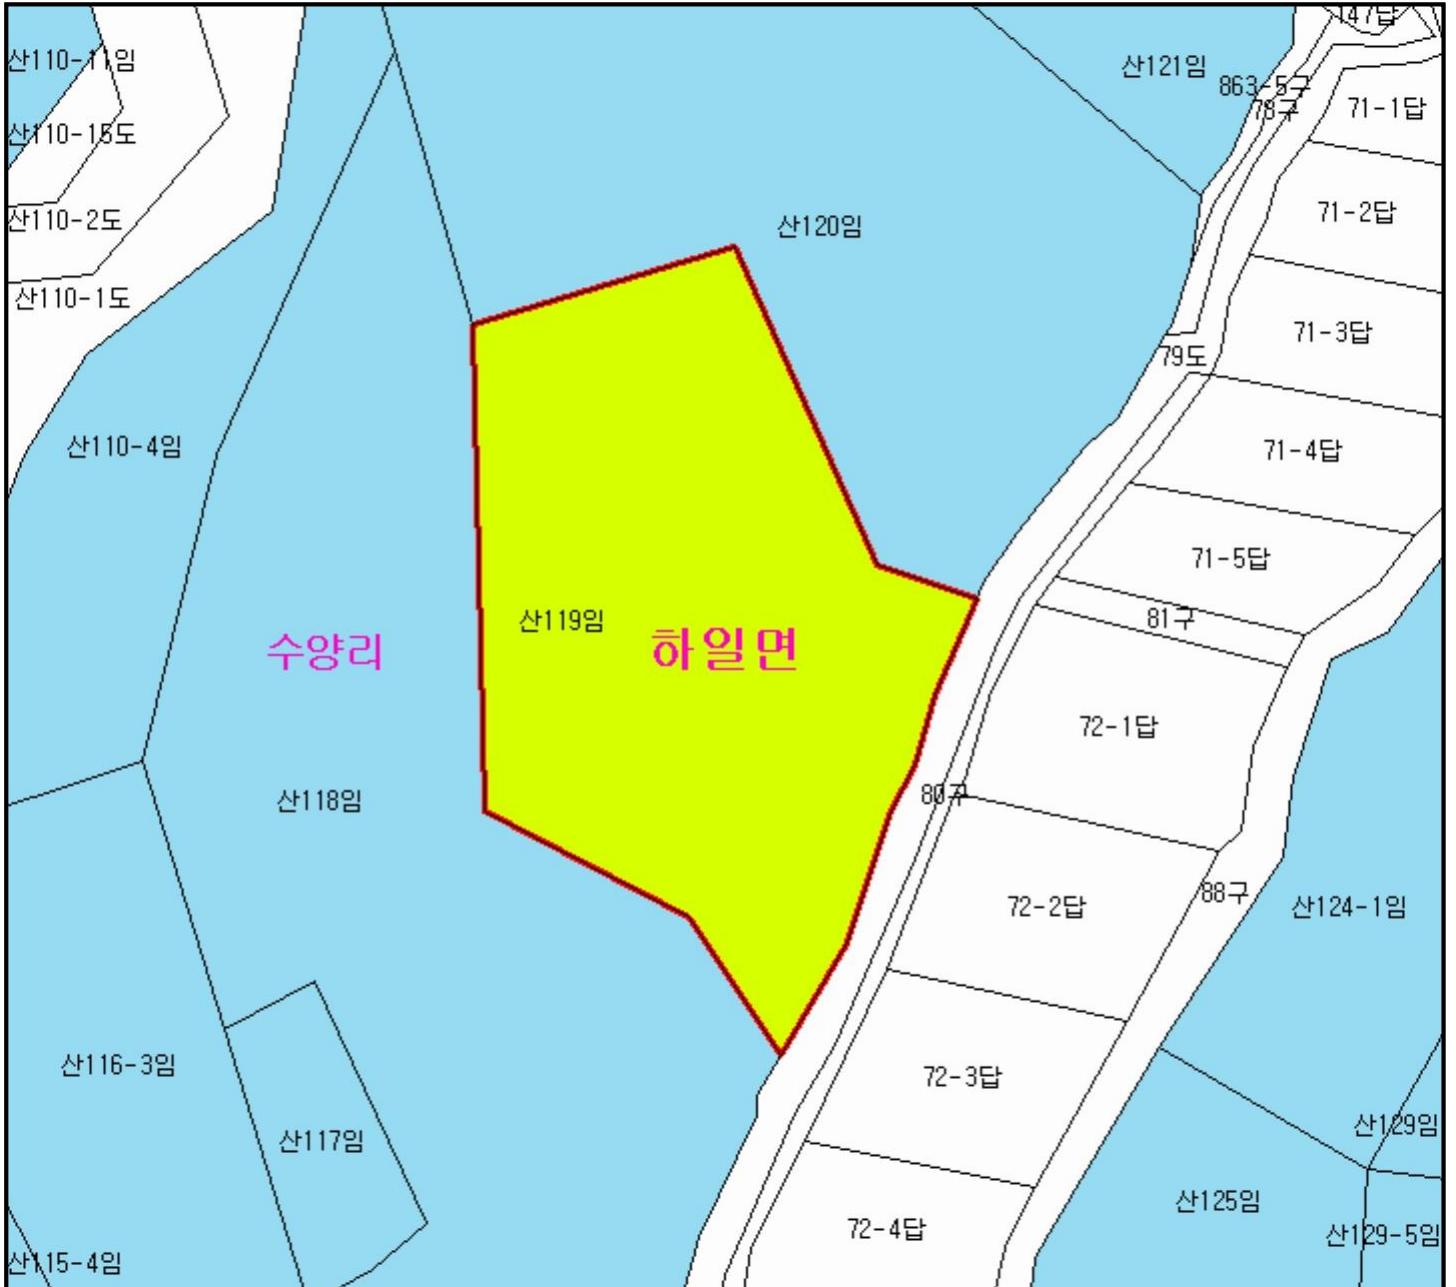 147답
산110-11임
산121임
863-5구
78구
71-1답
산110-15도
산110-2도
산120임
71-2답
산110-1도
71-3답
79도
산110-4임
71-4답
71-5답
81구
산119임
수양리
하일면
72-1답
산118임
80구
88구
72-2답
산124-1임
산116-3임
72-3답
산129임
산117임
산125임
72-4답
산129-5임
산115-4임